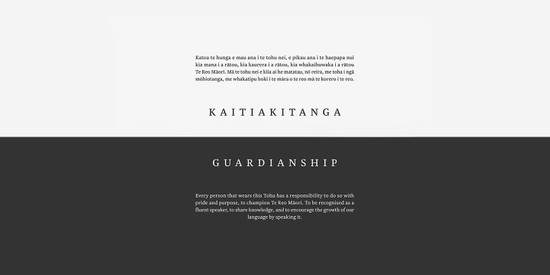 Katoa te hunga e mau ana i te tohu nei, e pikau ana i te haepapa nui
kia mana i a rātou, kia kaurera i a rātou, kia whakaihuwaka i a rātou
Te Reo Māori. Mā te tohu nei e kīia ai he matatau, nō reira, me toha i ngā
mōhiotanga, me whakatipu hoki i te māra o te reo mā te korero i te reo.
KAITIAKITANGA
GUARDIANSHIP
Every person that wears this Tohu has a responsibility to do so with
pride and purpose, to champion Te Reo Māori. To be recognised as a
fluent speaker, to share knowledge, and to encourage the growth of our
language by speaking it.